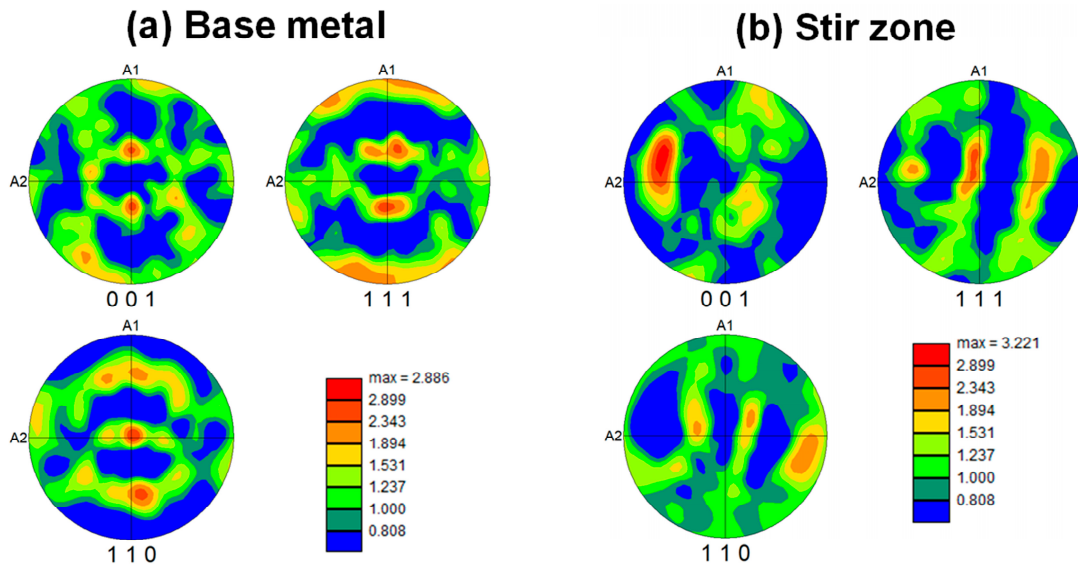 (a) Base metal
A1
A2
0 0 1
A1
A2
1 1 1
A1
A2
1 1 0
max = 2.886
2.899
2.343
1.894
1.531
1.237
1.000
0.808
(b) Stir zone
A1
A2
0 0 1
A1
A2
1 1 1
A1
A2
1 1 0
max = 3.221
2.899
2.343
1.894
1.531
1.237
1.000
0.808